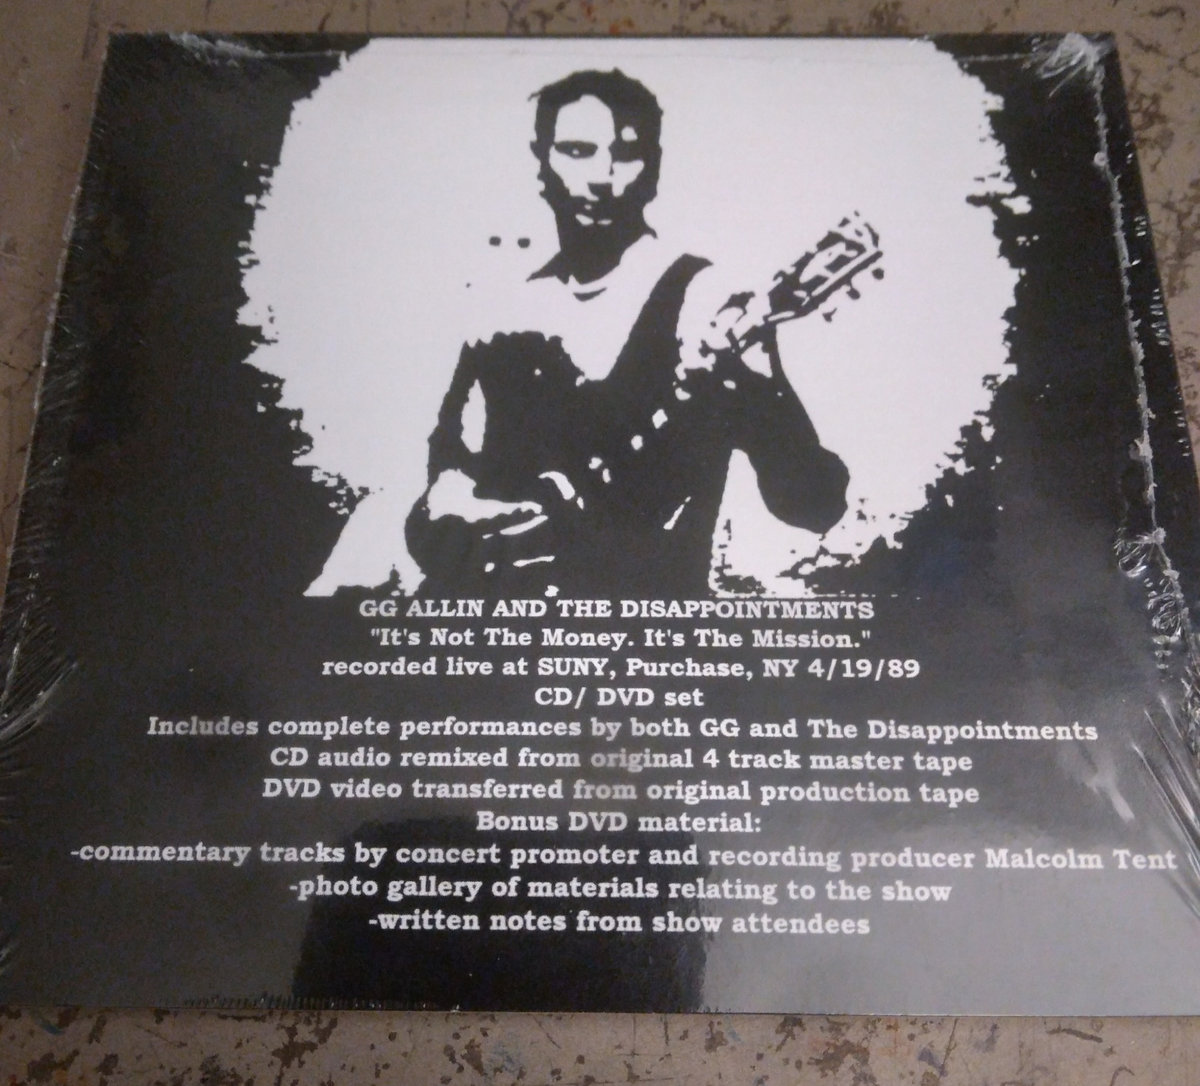 GG ALLIN AND THE DISAPPOINTMENTS
"It's Not The Money. It's The Mission."
recorded live at SUNY, Purchase, NY 4/19/89
CD/ DVD set
Includes complete performances by both GG and The Disappointments
CD audio remixed from original 4 track master tape
DVD video transferred from original production tape
Bonus DVD material:
-commentary tracks by concert promoter and recording producer Malcolm Tent
-photo gallery of materials relating to the show
-written notes from show attendees